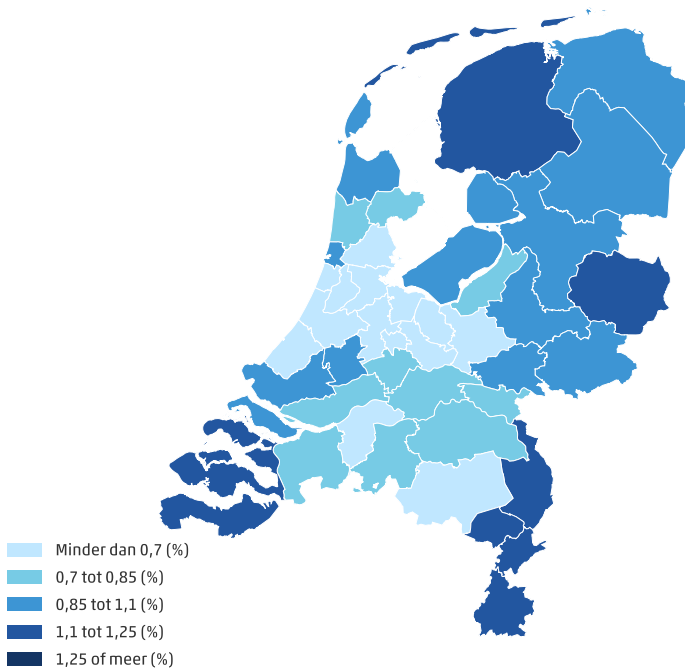 Minder dan 0,7 (%)
0,7 tot 0,85 (%)
0,85 tot 1,1 (%)
1,1 tot 1,25 (%)
1,25 of meer (%)